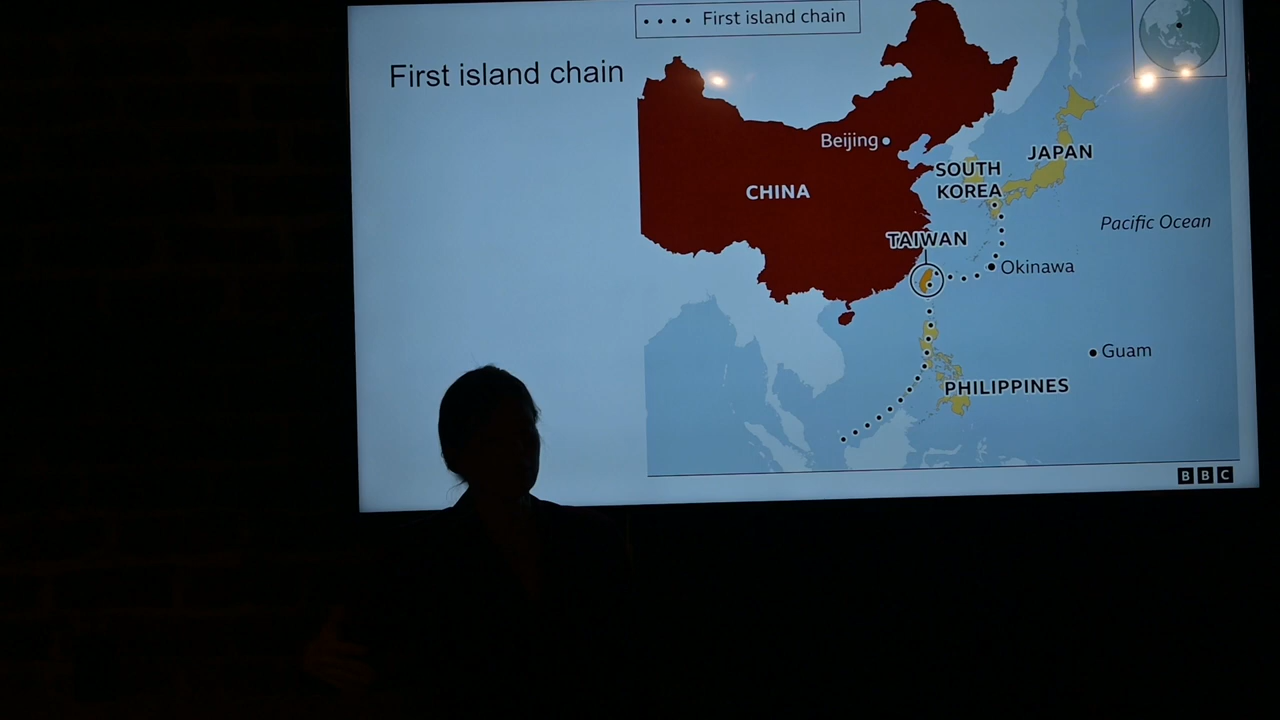 First island chain
First island chain
Beijing
CHINA
SOUTH
KOREA
JAPAN
TAIWAN
Pacific Ocean
Okinawa
Guam
PHILIPPINES
BBC